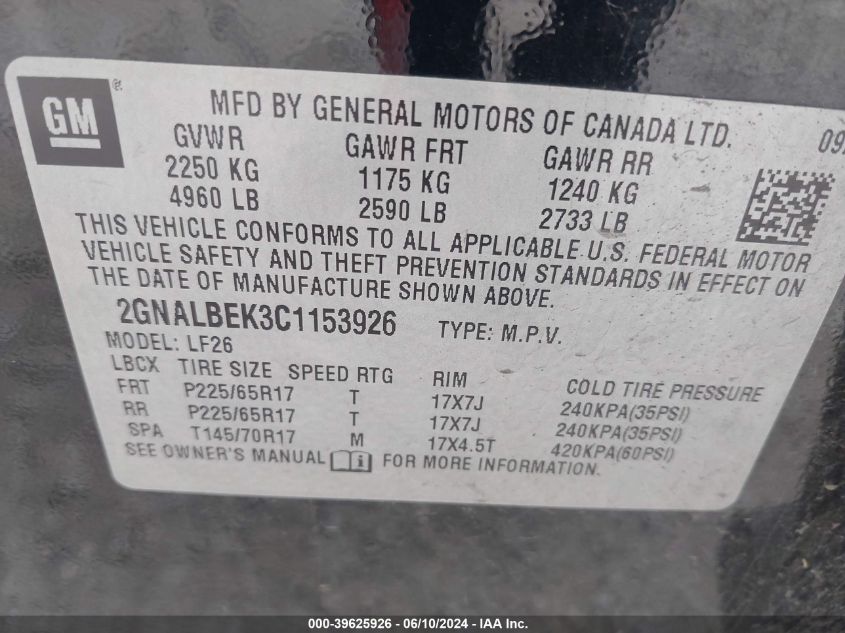 GM ®
MFD BY GENERAL MOTORS OF CANADA LTD.
GVWR GAWR FRT GAWR RR
2250 KG 1175 KG 1240 KG
4960 LB 2590 LB 2733 LB
THIS VEHICLE CONFORMS TO ALL APPLICABLE U.S. FEDERAL MOTOR
VEHICLE SAFETY AND THEFT PREVENTION STANDARDS IN EFFECT ON
THE DATE OF MANUFACTURE SHOWN ABOVE.
2GNALBEK3C1153926 TYPE: M.P.V.
MODEL: LF26
LBCX TIRE SIZE SPEED RTG RIM COLD TIRE PRESSURE
FRT P225/65R17 T 17X7J 240KPA(35PSI)
RR P225/65R17 T 17X7J 240KPA(35PSI)
SPA T145/70R17 M 17X4.5T 420KPA(60PSI)
SEE OWNER'S MANUAL FOR MORE INFORMATION.
000-39625926 - 06/10/2024 - IAA Inc.